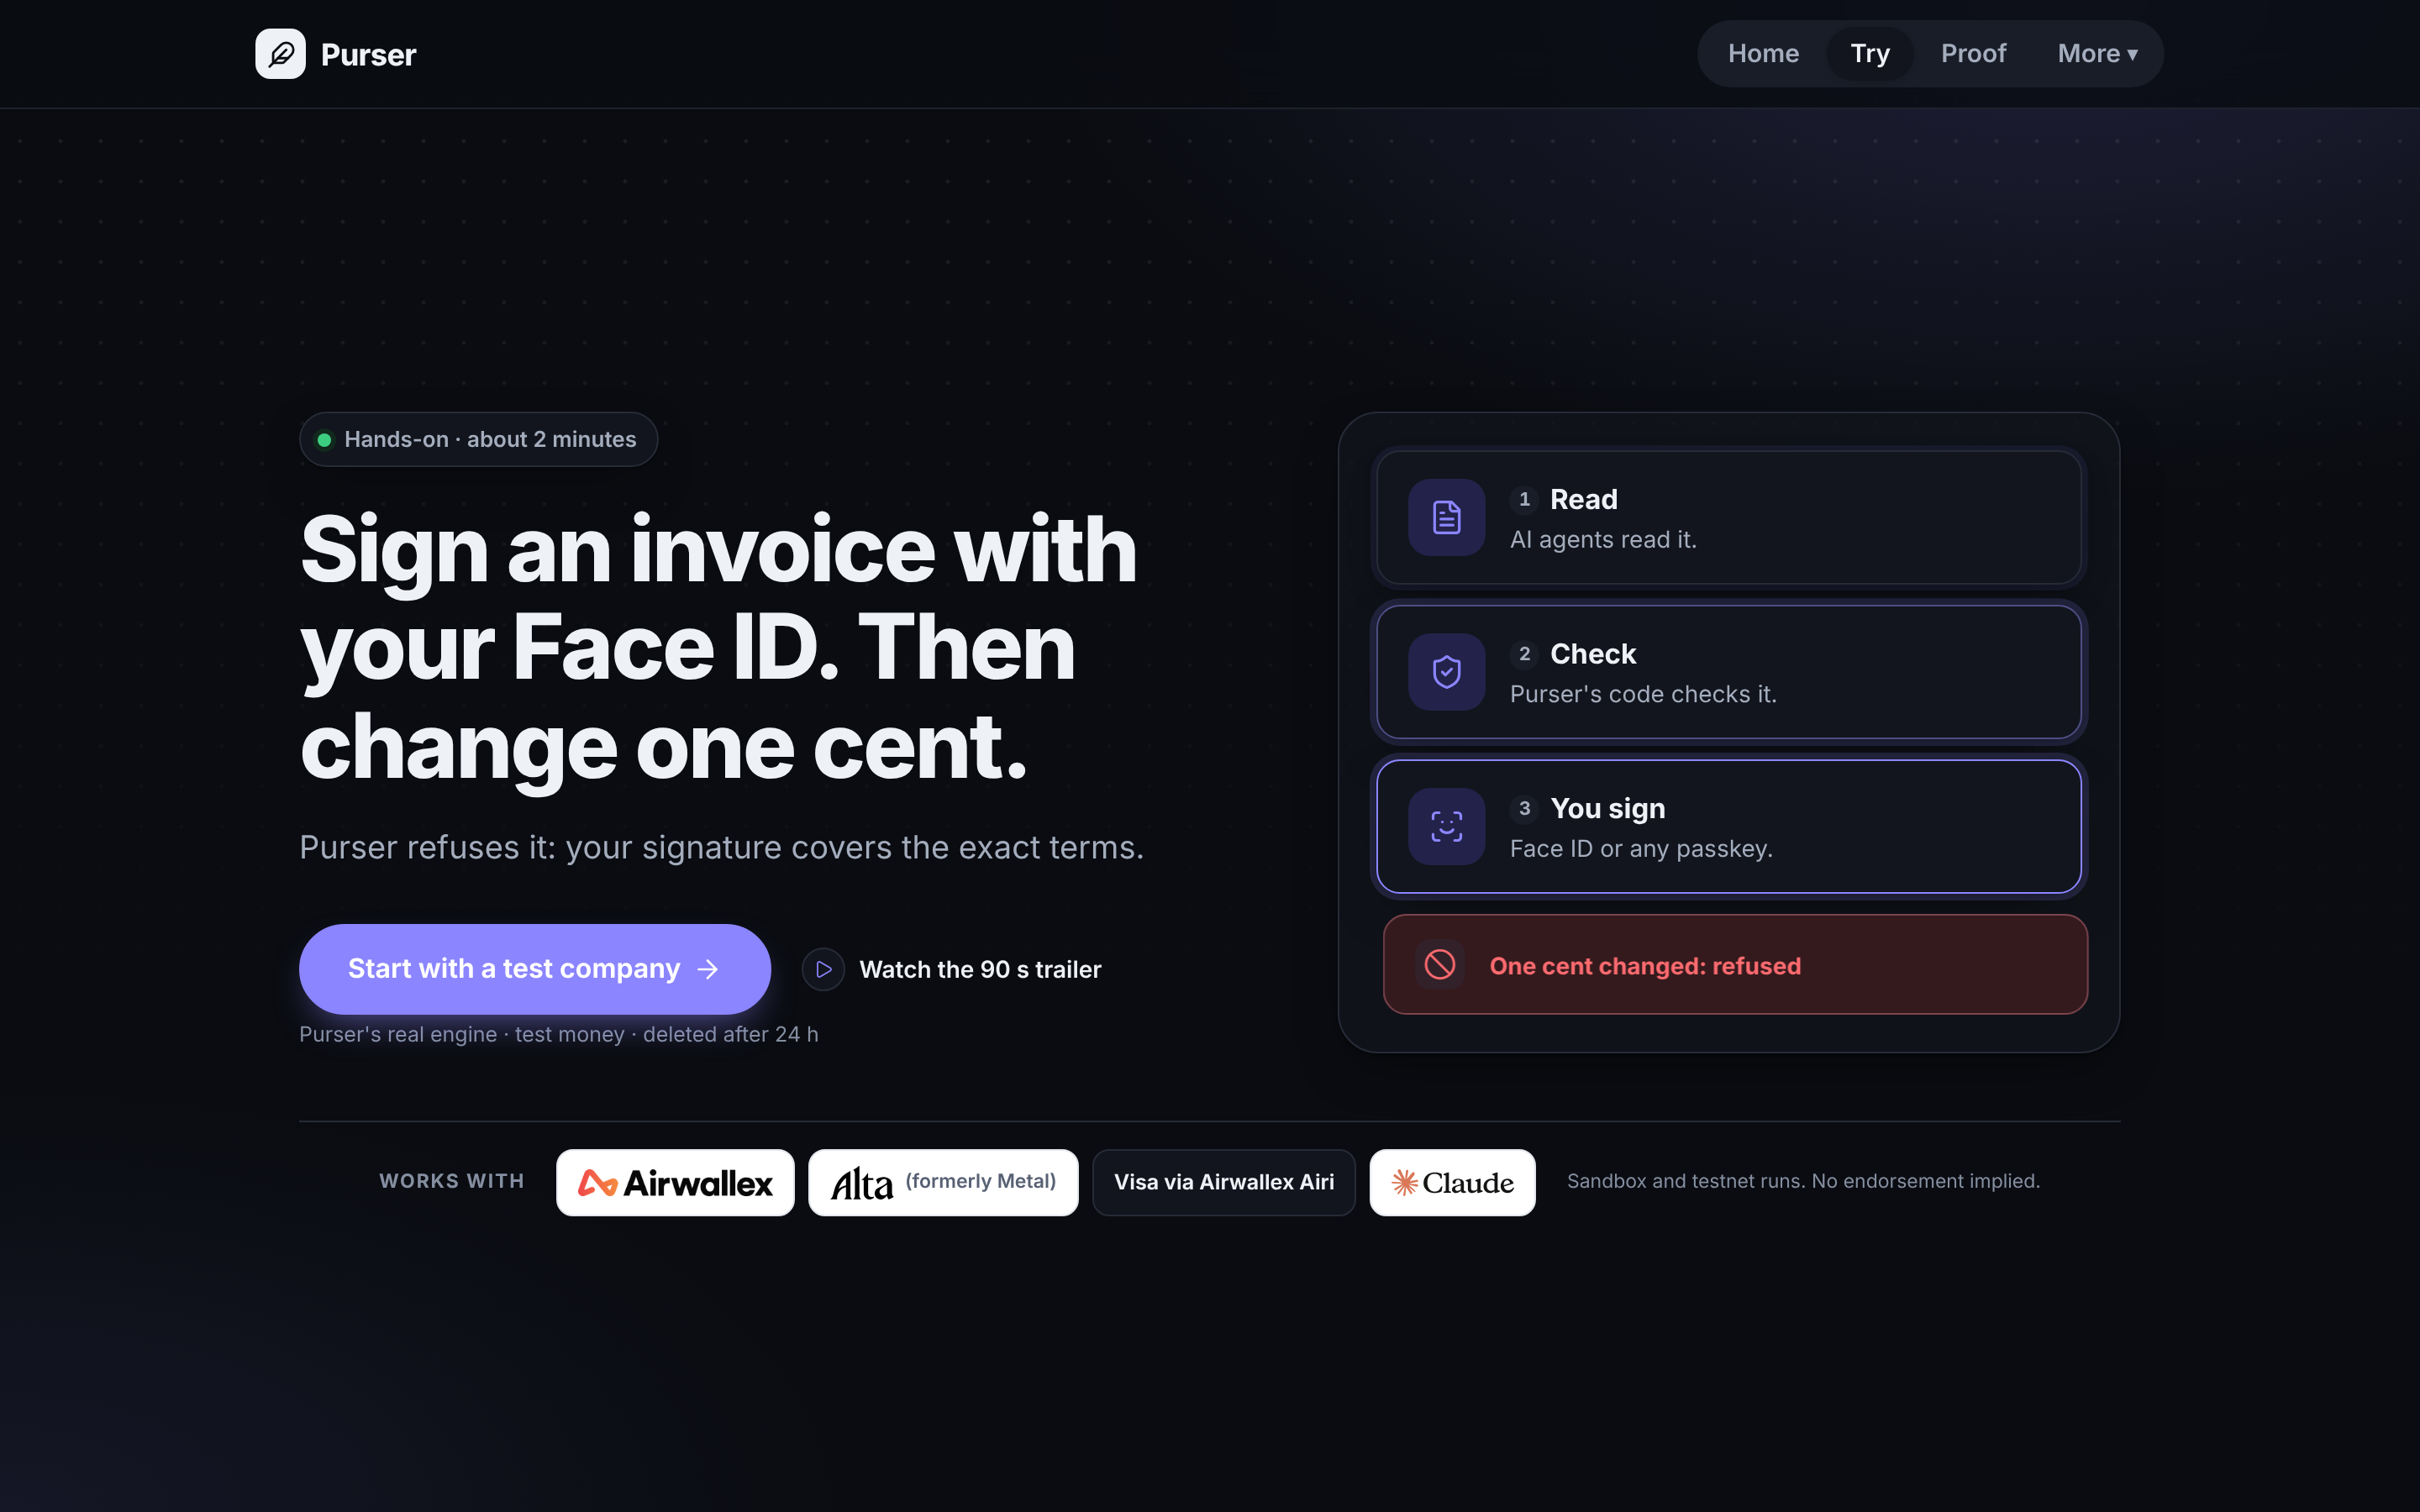 Purser
Home
Try
Proof
More ▾
Hands-on · about 2 minutes
Sign an invoice with
your Face ID. Then
change one cent.
Purser refuses it: your signature covers the exact terms.
Start with a test company →
Watch the 90 s trailer
Purser's real engine · test money · deleted after 24 h
1 Read
AI agents read it.
2 Check
Purser's code checks it.
3 You sign
Face ID or any passkey.
One cent changed: refused
WORKS WITH
Airwallex
Alta (formerly Metal)
Visa via Airwallex Airi
Claude
Sandbox and testnet runs. No endorsement implied.